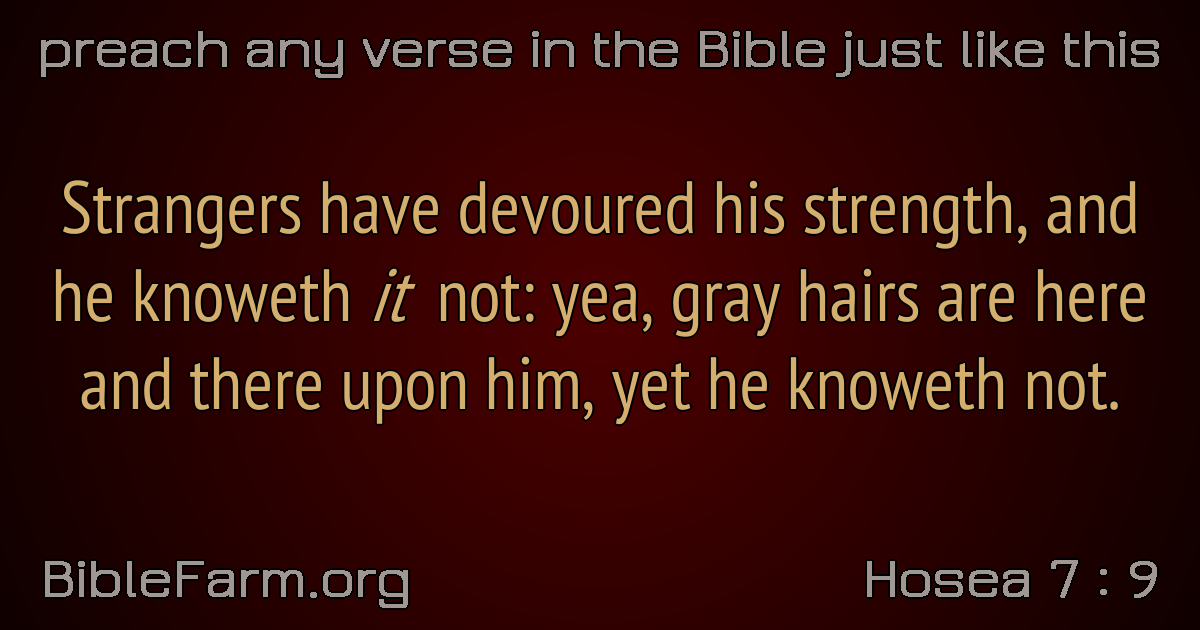 preach any verse in the Bible just like this
Strangers have devoured his strength, and
he knoweth it not: yea, gray hairs are here
and there upon him, yet he knoweth not.
BibleFarm.org
Hosea 7 : 9